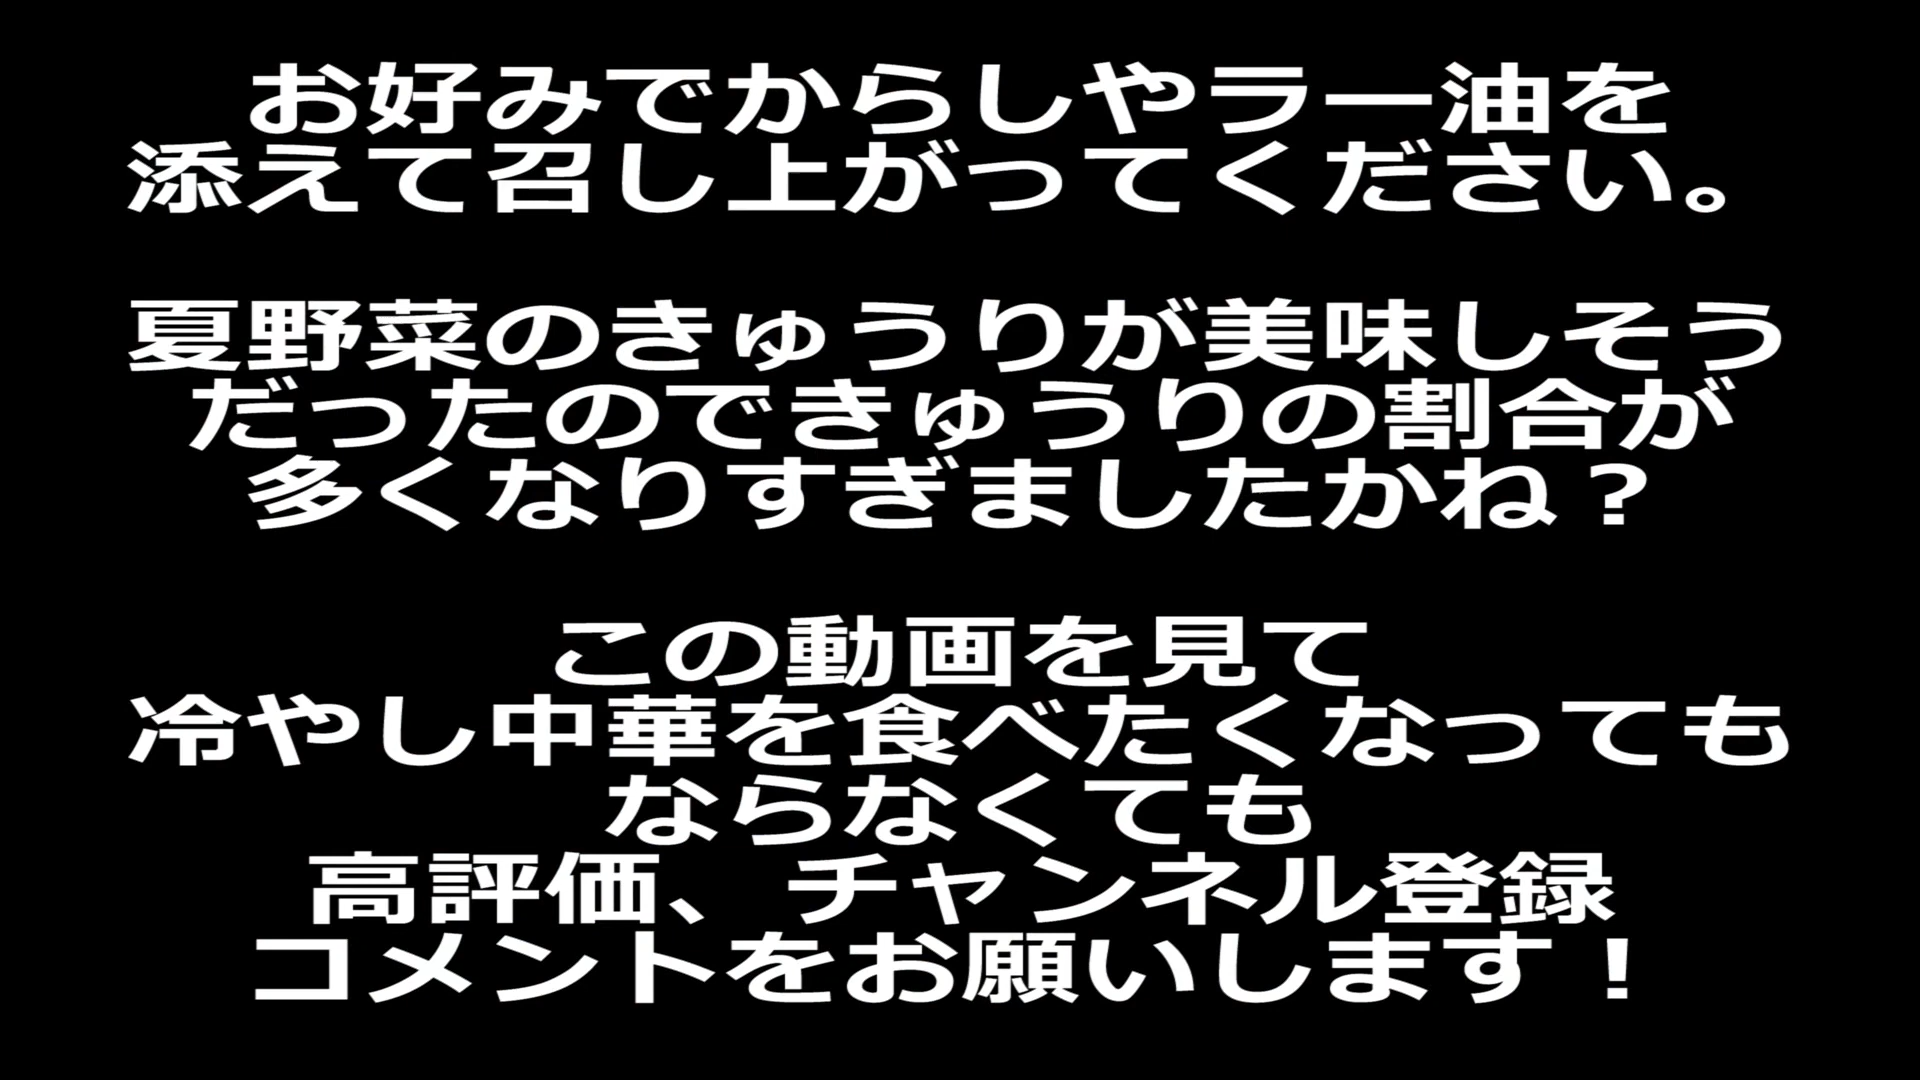 お好みでからしやラー油を
添えて召し上がってください。
夏野菜のきゅうりが美味しそう
だったのできゅうりの割合が
多くなりすぎましたかね？
この動画を見て
冷やし中華を食べたくなっても
ならなくても
高評価、チャンネル登録
コメントをお願いします！